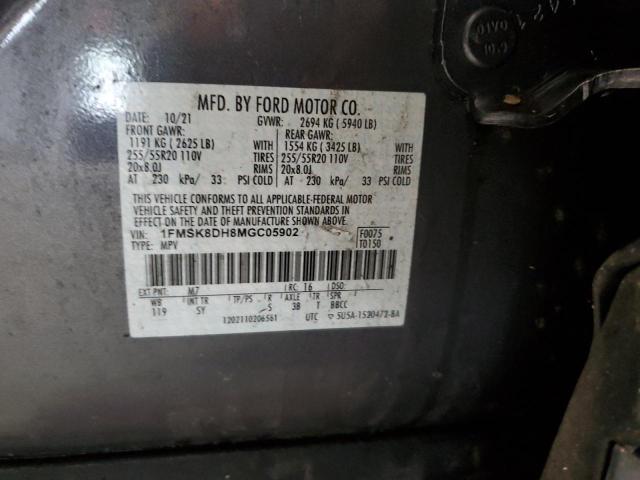 MFD. BY FORD MOTOR CO.
DATE: 10/21 GVWR: 2694 KG ( 5940 LB)
FRONT GAWR: REAR GAWR:
1191 KG ( 2625 LB) WITH 1554 KG ( 3425 LB) WITH
255/55R20 110V TIRES 255/55R20 110V TIRES
20x8.0J RIMS 20x8.0J RIMS
AT 230 kPa/ 33 PSI COLD AT 230 kPa/ 33 PSI COLD
THIS VEHICLE CONFORMS TO ALL APPLICABLE FEDERAL MOTOR
VEHICLE SAFETY AND THEFT PREVENTION STANDARDS IN
EFFECT ON THE DATE OF MANUFACTURE SHOWN ABOVE.
VIN: 1FMSK8DH8MGC05902 F0075
TYPE: MPV T0150
EXT PNT: M7 RC: 16 DSO:
WB INT TR TP/PS R AXLE TR SPR
119 SY S 3B T BBCC
1202110206561 UTC 5U5A-1520472-BA